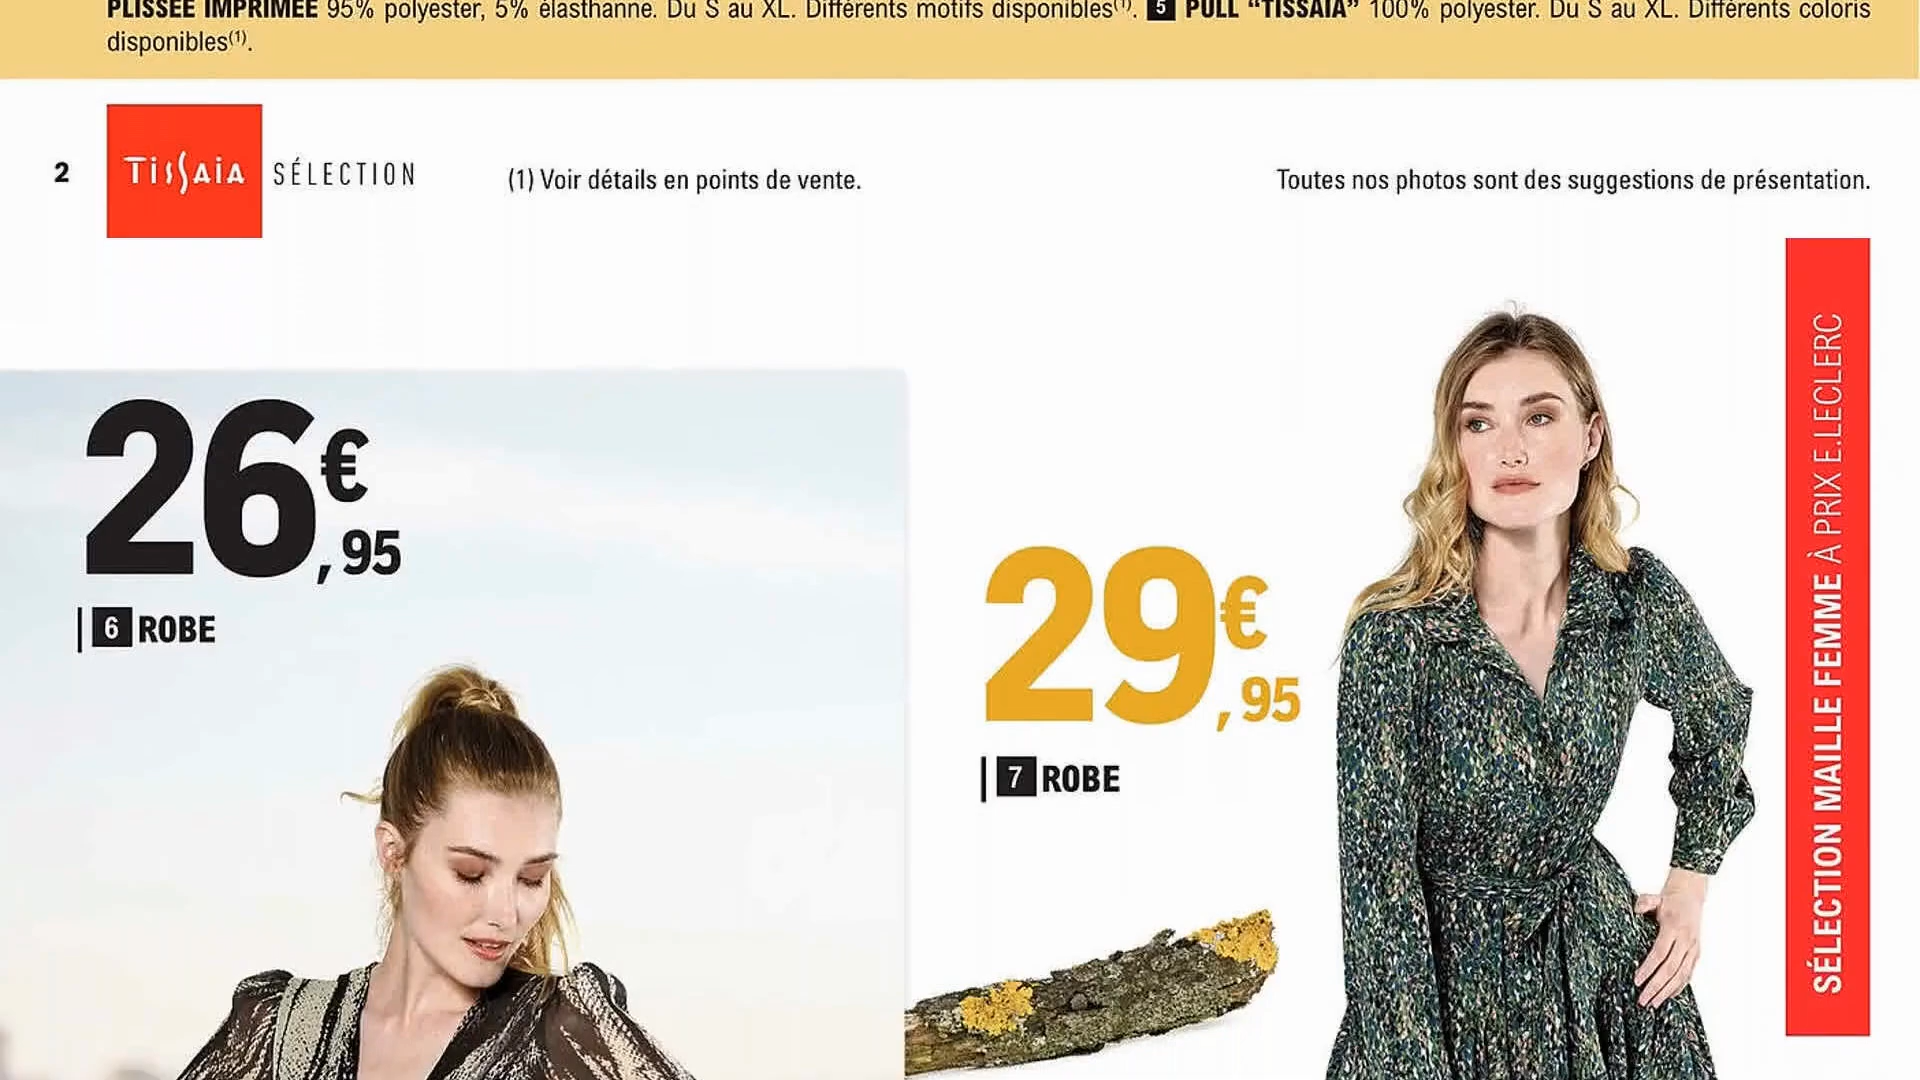 PLISSÉE IMPRIMÉE 95% polyester, 5% élasthanne. Du S au XL. Différents motifs disponibles⁽¹⁾. 5 PULL “TISSAIA” 100% polyester. Du S au XL. Différents coloris
disponibles⁽¹⁾.
2 TISSAIA SÉLECTION (1) Voir détails en points de vente. Toutes nos photos sont des suggestions de présentation.
26€,95
6 ROBE
29€,95
7 ROBE
SÉLECTION MAILLE FEMME À PRIX E.LECLERC